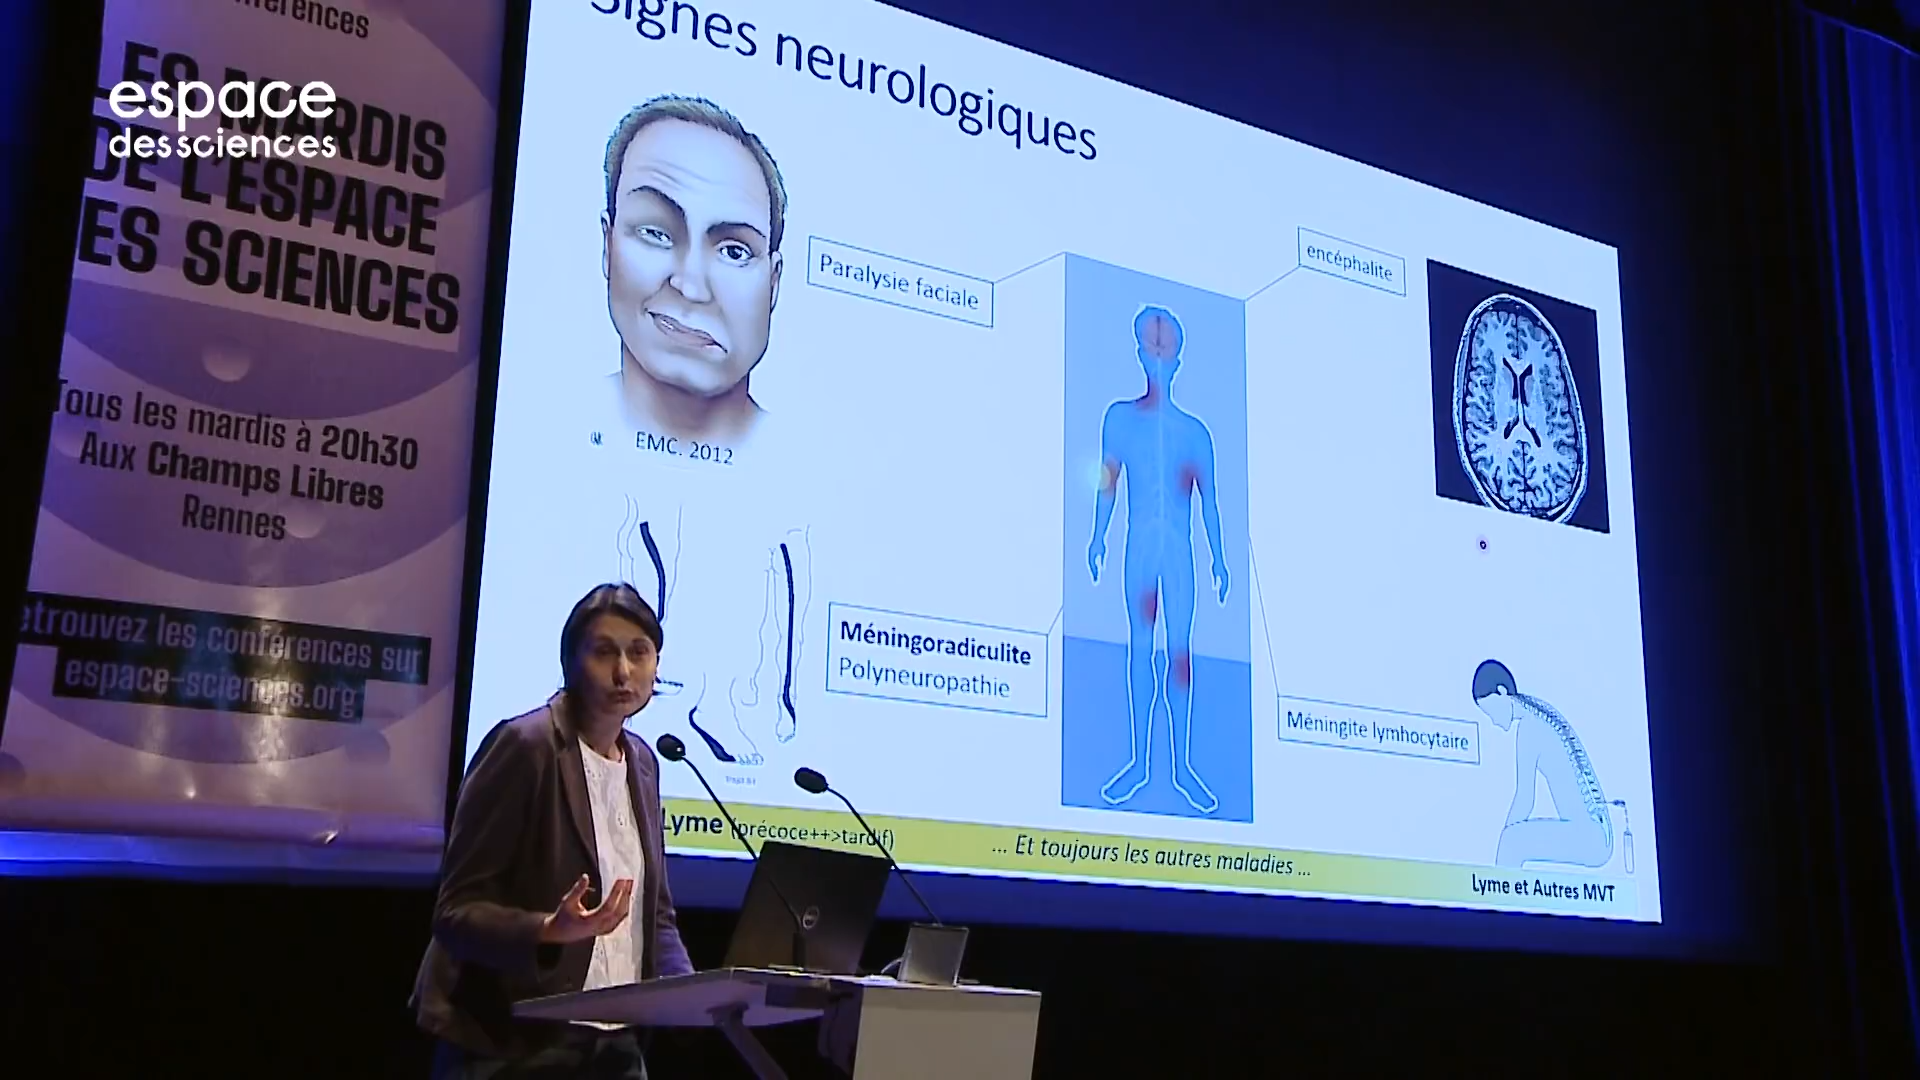 espace
des sciences
férences
ES MARDIS
DE L'ESPACE
ES SCIENCES
Tous les mardis à 20h30
Aux Champs Libres
Rennes
etrouvez les conférences sur
espace-sciences.org
Signes neurologiques
Paralysie faciale
encéphalite
EMC. 2012
Méningoradiculite
Polyneuropathie
Méningite lymhocytaire
Lyme (précoce++>tardif)
... Et toujours les autres maladies ...
Lyme et Autres MVT
DELL